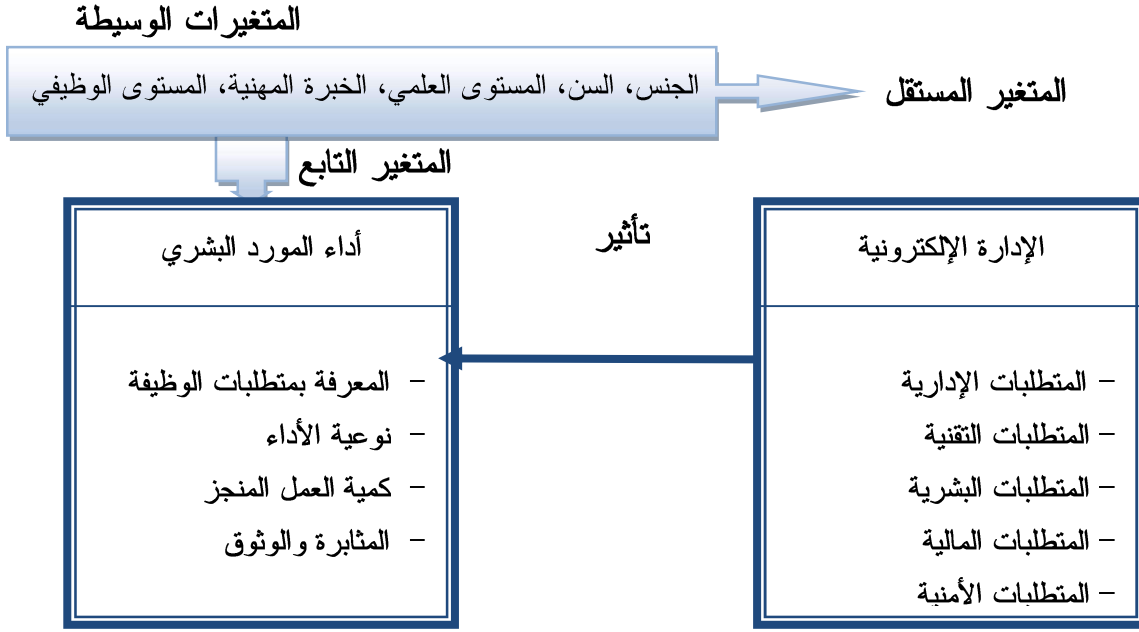 المتغيرات الوسيطة
الجنس، السن، المستوى العلمي، الخبرة المهنية، المستوى الوظيفي
المتغير المستقل
المتغير التابع
تأثير
الإدارة الإلكترونية
– المتطلبات الإدارية
– المتطلبات التقنية
– المتطلبات البشرية
– المتطلبات المالية
– المتطلبات الأمنية
أداء المورد البشري
– المعرفة بمتطلبات الوظيفة
– نوعية الأداء
– كمية العمل المنجز
– المثابرة والوثوق